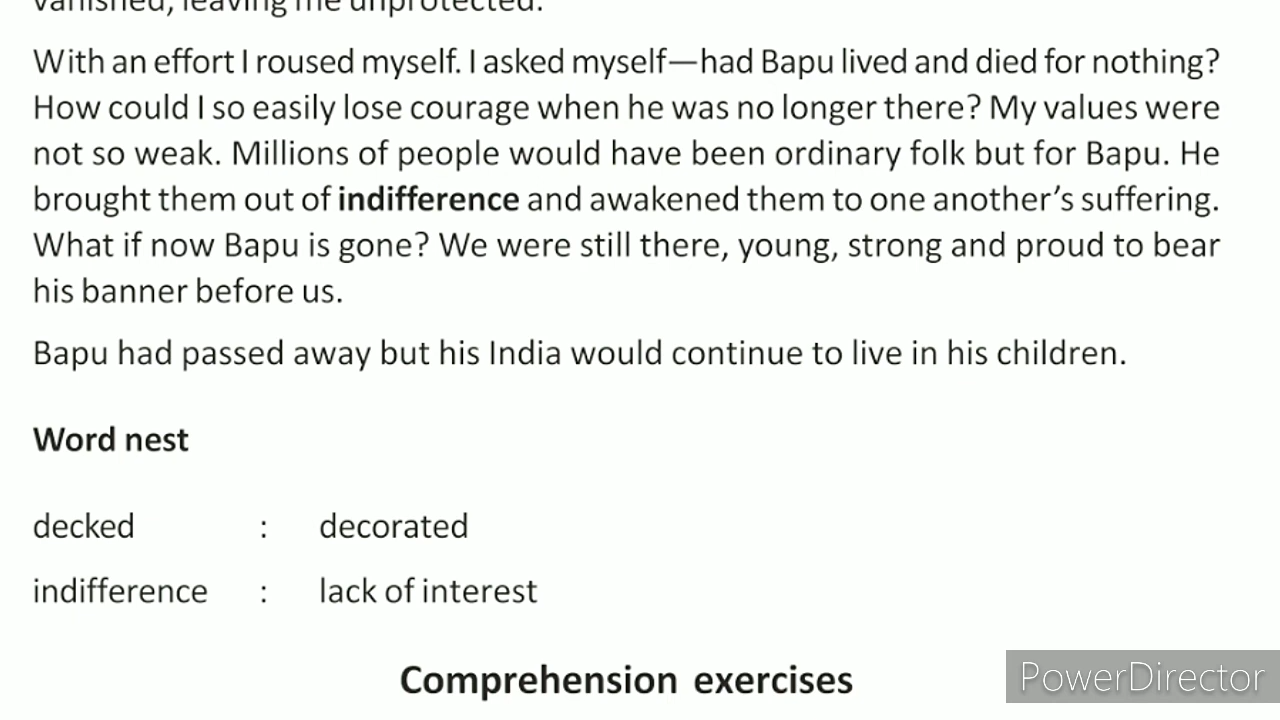 vanished, leaving me unprotected.
With an effort I roused myself. I asked myself—had Bapu lived and died for nothing?
How could I so easily lose courage when he was no longer there? My values were
not so weak. Millions of people would have been ordinary folk but for Bapu. He
brought them out of indifference and awakened them to one another's suffering.
What if now Bapu is gone? We were still there, young, strong and proud to bear
his banner before us.
Bapu had passed away but his India would continue to live in his children.
Word nest
decked : decorated
indifference : lack of interest
Comprehension exercises
PowerDirector